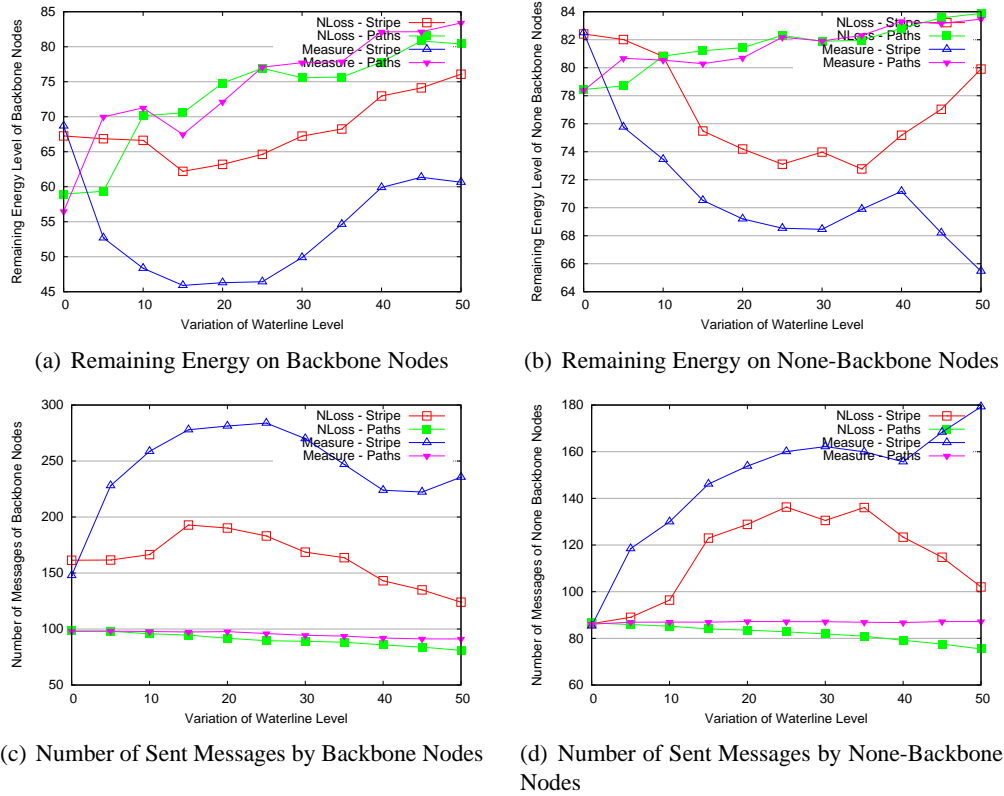 85
80
75
70
65
60
55
50
45
0
10
20
30
40
50
Remaining Energy Level of Backbone Nodes
Variation of Waterline Level
NLoss - Stripe
NLoss - Paths
Measure - Stripe
Measure - Paths
(a) Remaining Energy on Backbone Nodes
84
82
80
78
76
74
72
70
68
66
64
0
10
20
30
40
50
Remaining Energy Level of None Backbone Nodes
Variation of Waterline Level
NLoss - Stripe
NLoss - Paths
Measure - Stripe
Measure - Paths
(b) Remaining Energy on None-Backbone Nodes
300
250
200
150
100
50
0
10
20
30
40
50
Number of Messages of Backbone Nodes
Variation of Waterline Level
NLoss - Stripe
NLoss - Paths
Measure - Stripe
Measure - Paths
(c) Number of Sent Messages by Backbone Nodes
180
160
140
120
100
80
60
0
10
20
30
40
50
Number of Messages of None Backbone Nodes
Variation of Waterline Level
NLoss - Stripe
NLoss - Paths
Measure - Stripe
Measure - Paths
(d) Number of Sent Messages by None-Backbone
Nodes